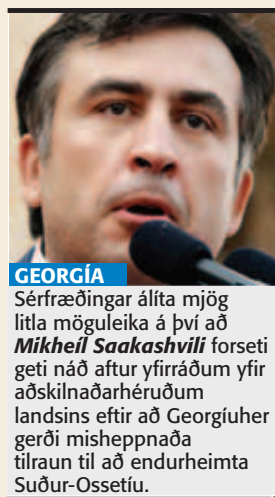 GEORGÍA
Sérfræðingar álíta mjög
litla möguleika á því að
Mikheíl Saakashvili forseti
geti náð aftur yfirráðum yfir
aðskilnaðarhéruðum
landsins eftir að Georgíuher
gerði misheppnaða
tilraun til að endurheimta
Suður-Ossetíu.